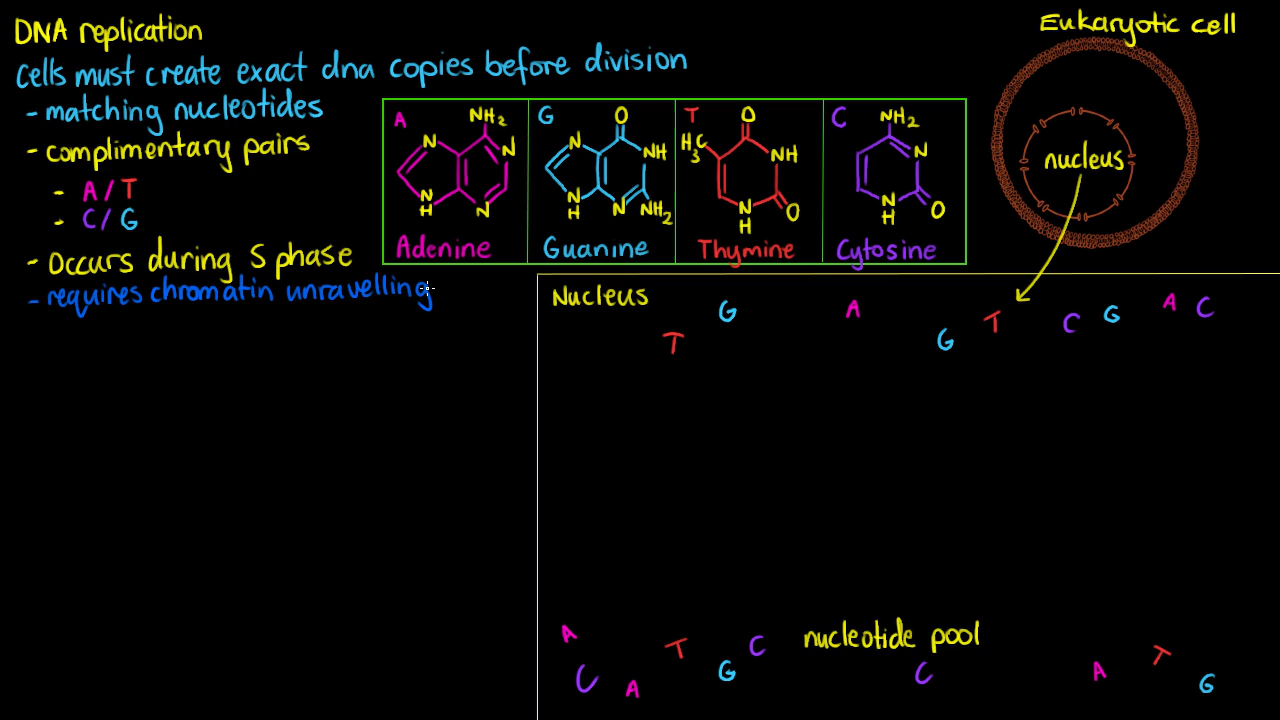 DNA replication
Cells must create exact dna copies before division
- matching nucleotides
- complimentary pairs
- A/T
- C/G
- Occurs during S phase
- requires chromatin unravelling
A
NH2
N
N
N
H
N
Adenine
G
O
N
NH
N
H
N
NH2
Guanine
T
O
H3C
NH
N
H
O
Thymine
C
NH2
N
N
H
O
Cytosine
Eukaryotic cell
nucleus
Nucleus
T G A G T C G A C
A C A T G C
nucleotide pool
C A T G